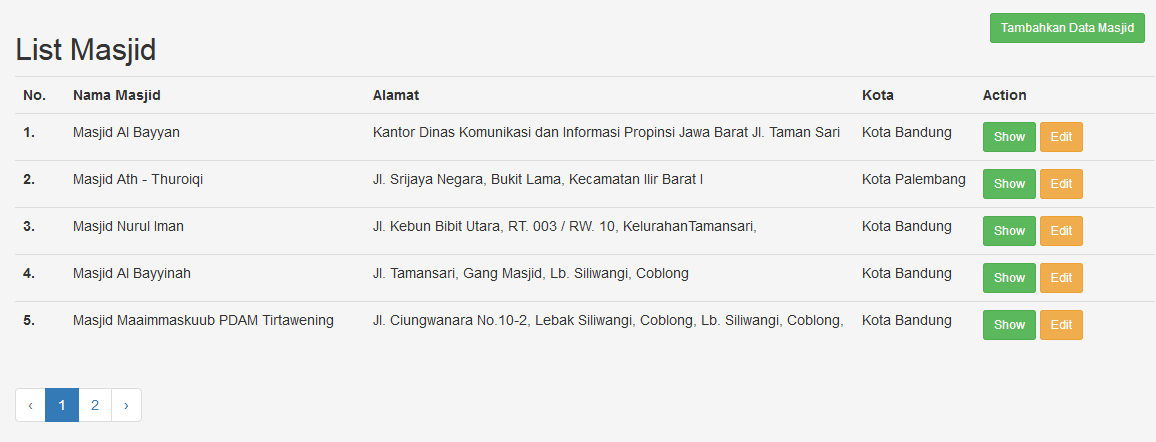 Tambahkan Data Masjid
List Masjid
No. Nama Masjid Alamat Kota Action
1. Masjid Al Bayyan Kantor Dinas Komunikasi dan Informasi Propinsi Jawa Barat Jl. Taman Sari Kota Bandung Show Edit
2. Masjid Ath - Thuroiqi Jl. Srijaya Negara, Bukit Lama, Kecamatan Ilir Barat I Kota Palembang Show Edit
3. Masjid Nurul Iman Jl. Kebun Bibit Utara, RT. 003 / RW. 10, KelurahanTamansari, Kota Bandung Show Edit
4. Masjid Al Bayyinah Jl. Tamansari, Gang Masjid, Lb. Siliwangi, Coblong Kota Bandung Show Edit
5. Masjid Maaimmaskuub PDAM Tirtawening Jl. Ciungwanara No.10-2, Lebak Siliwangi, Coblong, Lb. Siliwangi, Coblong, Kota Bandung Show Edit
‹ 1 2 ›